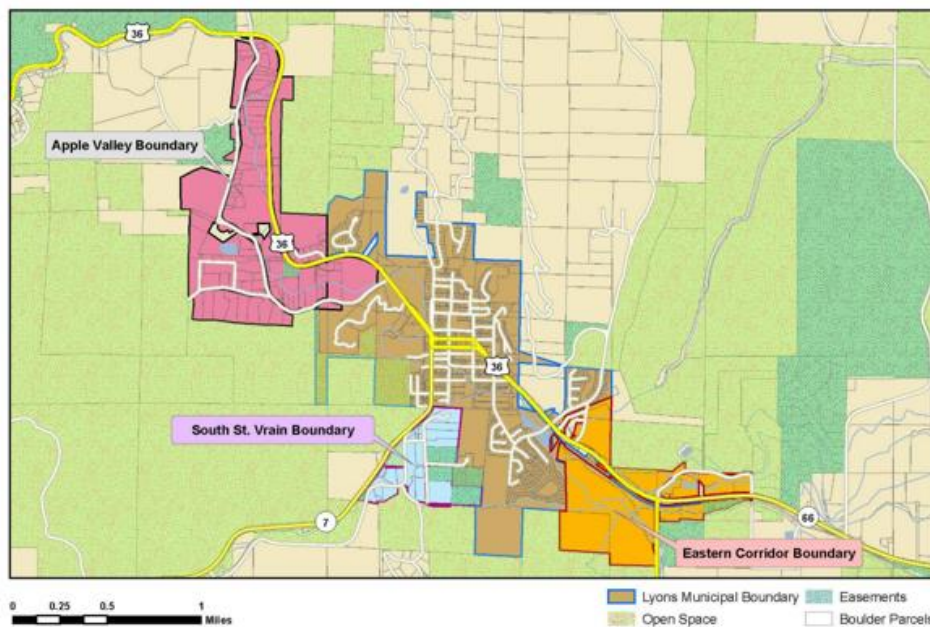 36
Apple Valley Boundary
36
36
South St. Vrain Boundary
7
66
Eastern Corridor Boundary
0 0.25 0.5 1
Miles
Lyons Municipal Boundary
Easements
Open Space
Boulder Parcels